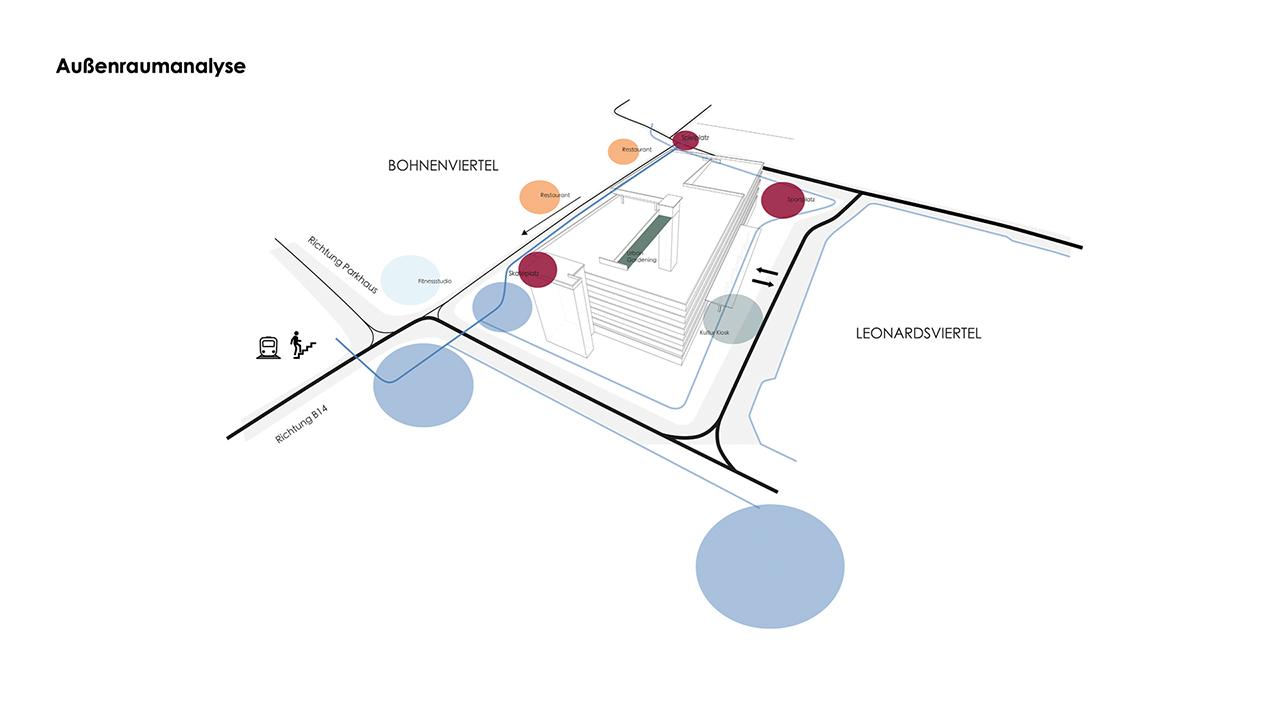 Außenraumanalyse
BOHNENVIERTEL
Restaurant
Spielplatz
Restaurant
Sportplatz
Richtung Parkhaus
Fitnessstudio
Skateplatz
Urban
Gardening
Kultur Kiosk
LEONARDSVIERTEL
Richtung B14